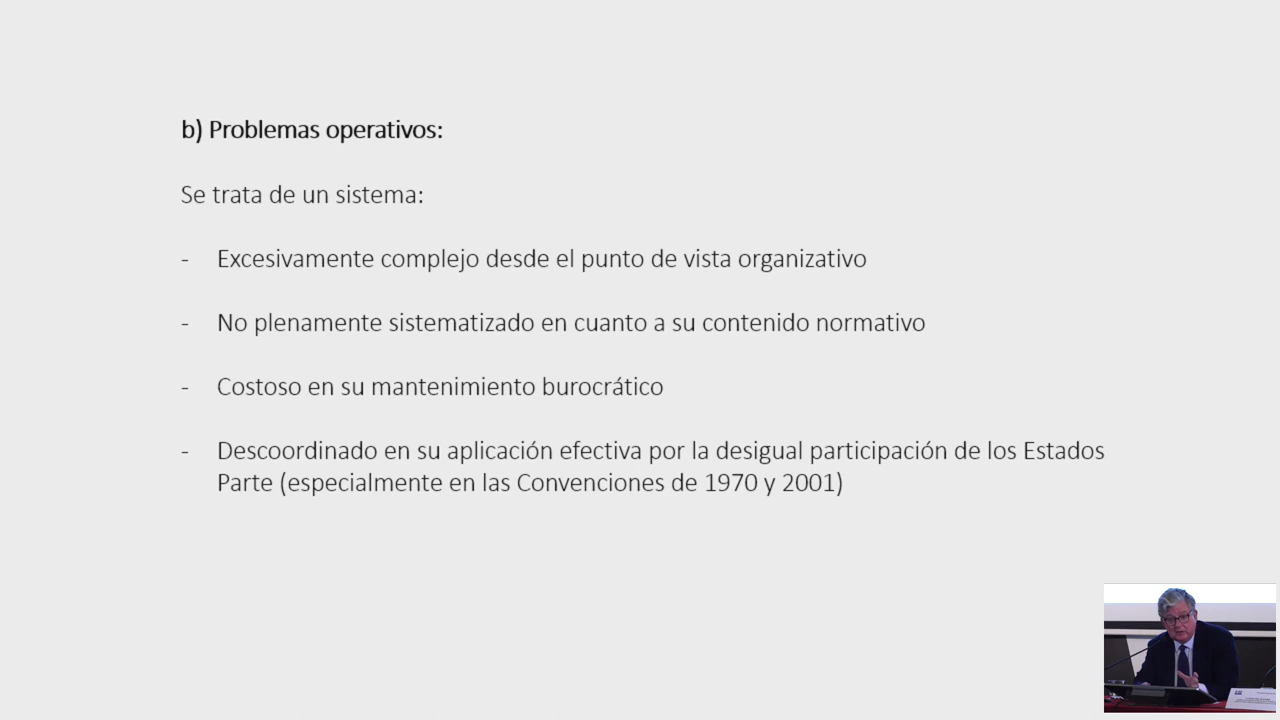 b) Problemas operativos:
Se trata de un sistema:
- Excesivamente complejo desde el punto de vista organizativo
- No plenamente sistematizado en cuanto a su contenido normativo
- Costoso en su mantenimiento burocrático
- Descoordinado en su aplicación efectiva por la desigual participación de los Estados
Parte (especialmente en las Convenciones de 1970 y 2001)